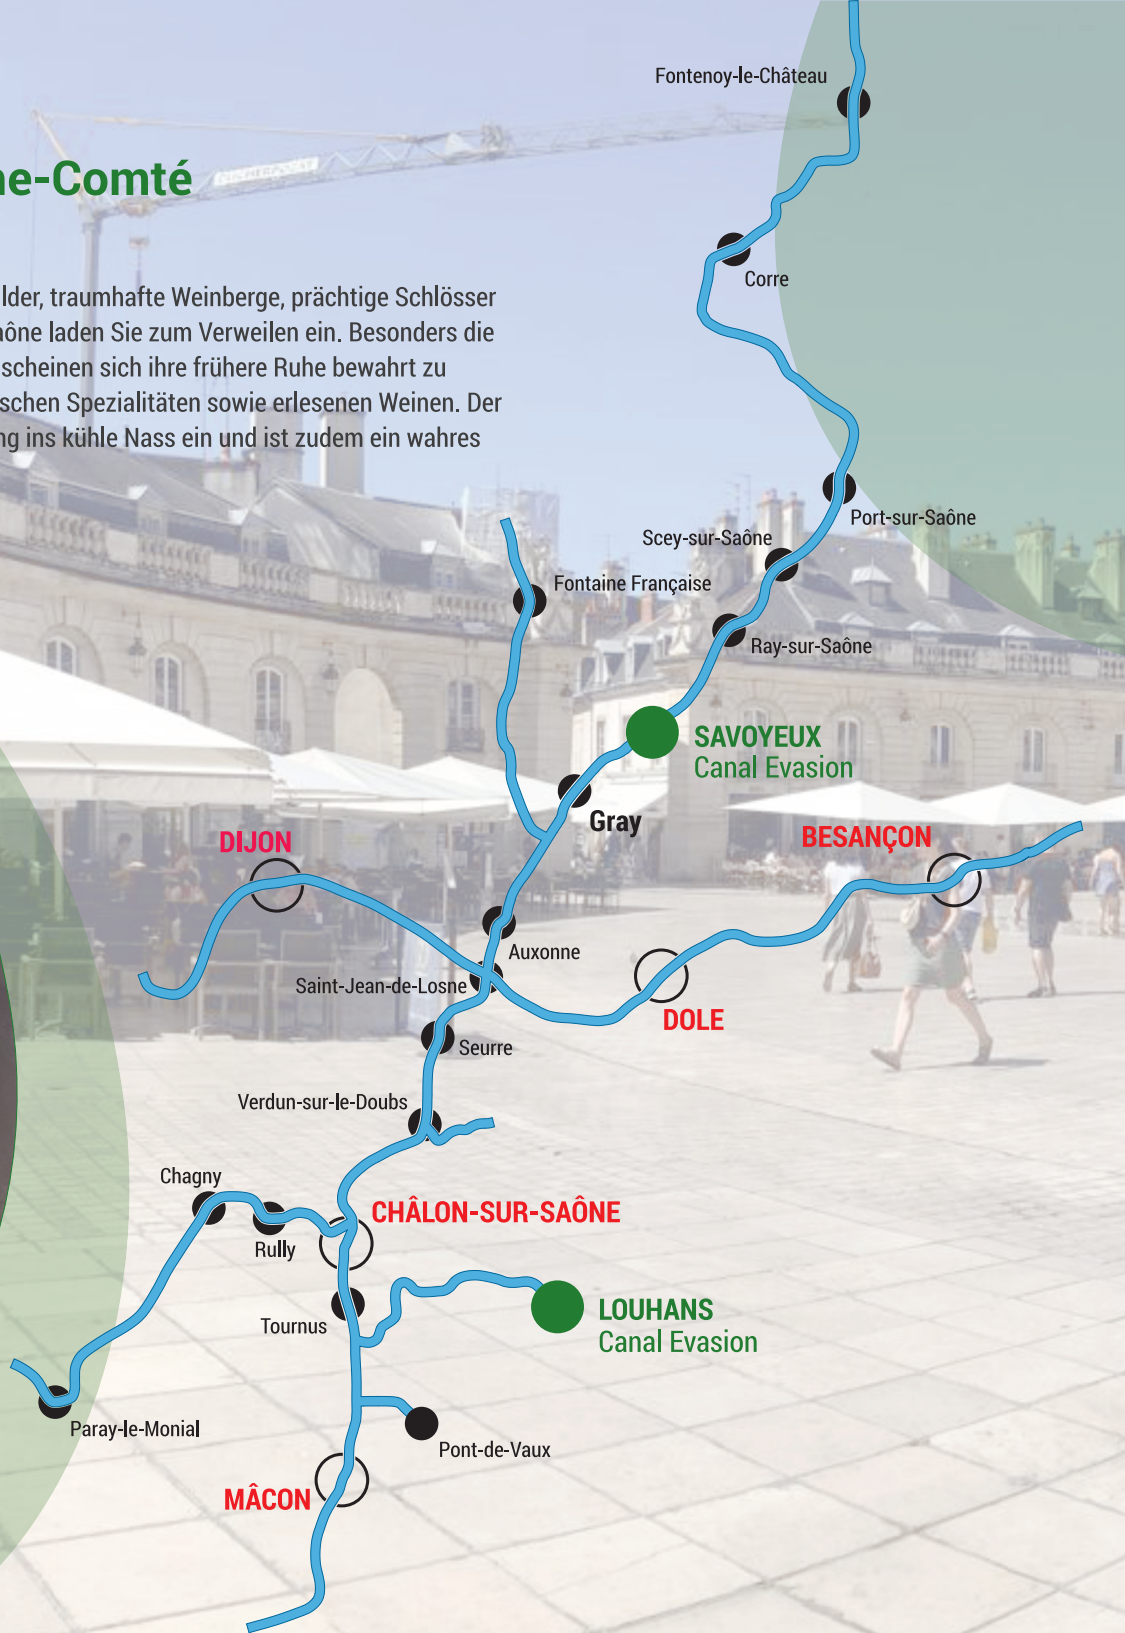 Fontenoy-le-Château
ne-Comté
Corre
lder, traumhafte Weinberge, prächtige Schlösser
aône laden Sie zum Verweilen ein. Besonders die
scheinen sich ihre frühere Ruhe bewahrt zu
schen Spezialitäten sowie erlesenen Weinen. Der
ng ins kühle Nass ein und ist zudem ein wahres
Port-sur-Saône
Scey-sur-Saône
Fontaine Française
Ray-sur-Saône
SAVOYEUX
Canal Evasion
Gray
DIJON
BESANÇON
Auxonne
Saint-Jean-de-Losne
DOLE
Seurre
Verdun-sur-le-Doubs
Chagny
CHÂLON-SUR-SAÔNE
Rully
LOUHANS
Canal Evasion
Tournus
Paray-le-Monial
Pont-de-Vaux
MÂCON